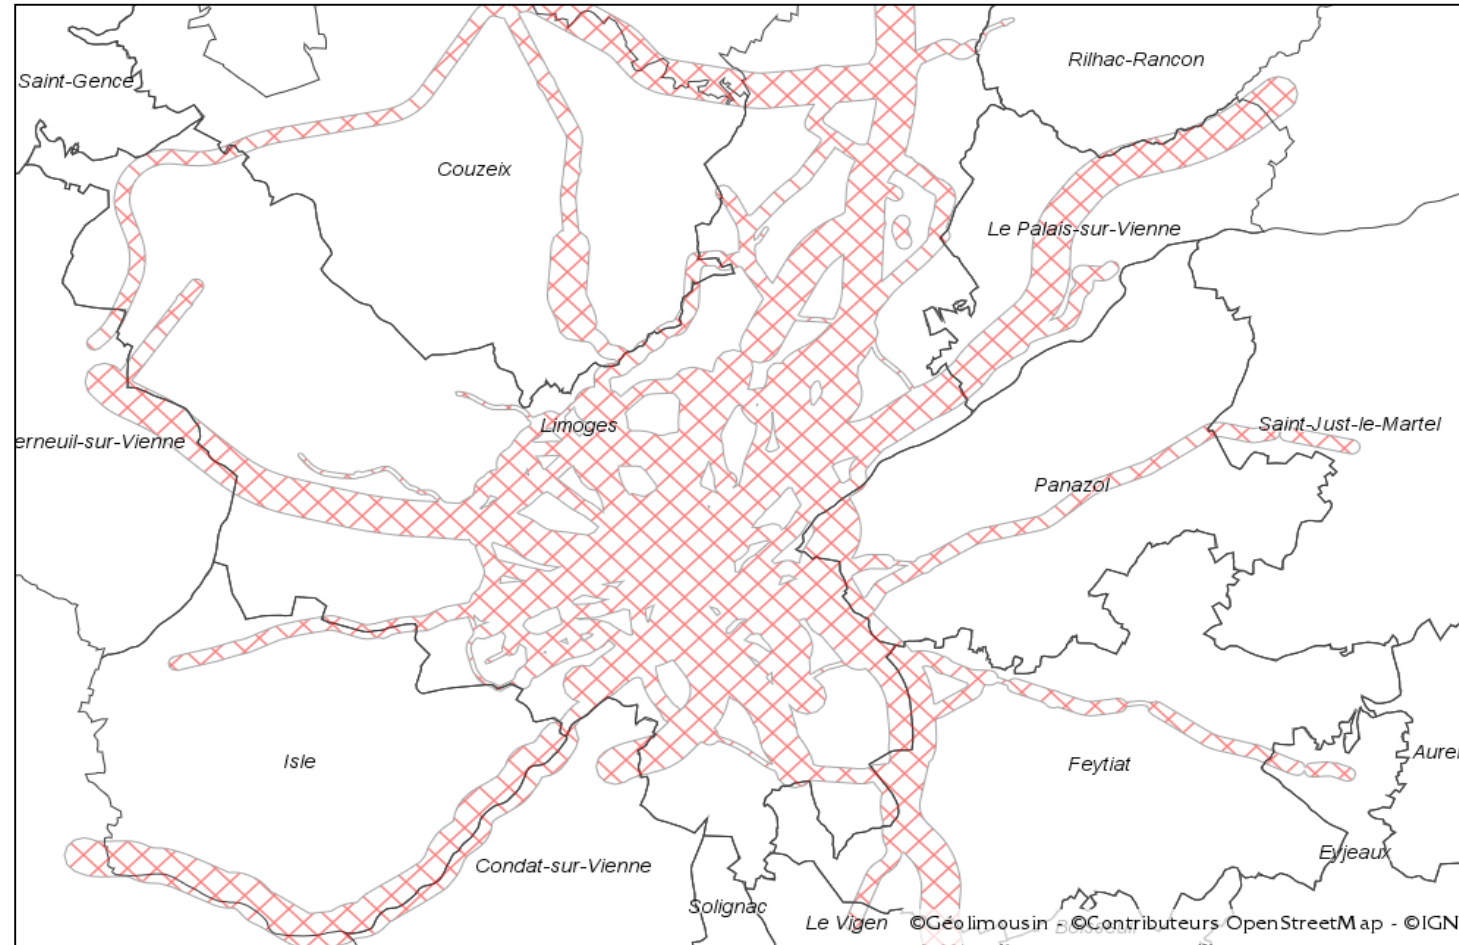 Rilhac-Rancon
Saint-Gence
Couzeix
Le Palais-sur-Vienne
Limoges
Saint-Just-le-Martel
erneuil-sur-Vienne
Panazol
Isle
Feytiat
Aurei
Eyjeaux
Condat-sur-Vienne
Solignac
Le Vigen
©Géolimousin - ©Contributeurs OpenStreetMap - ©IGN